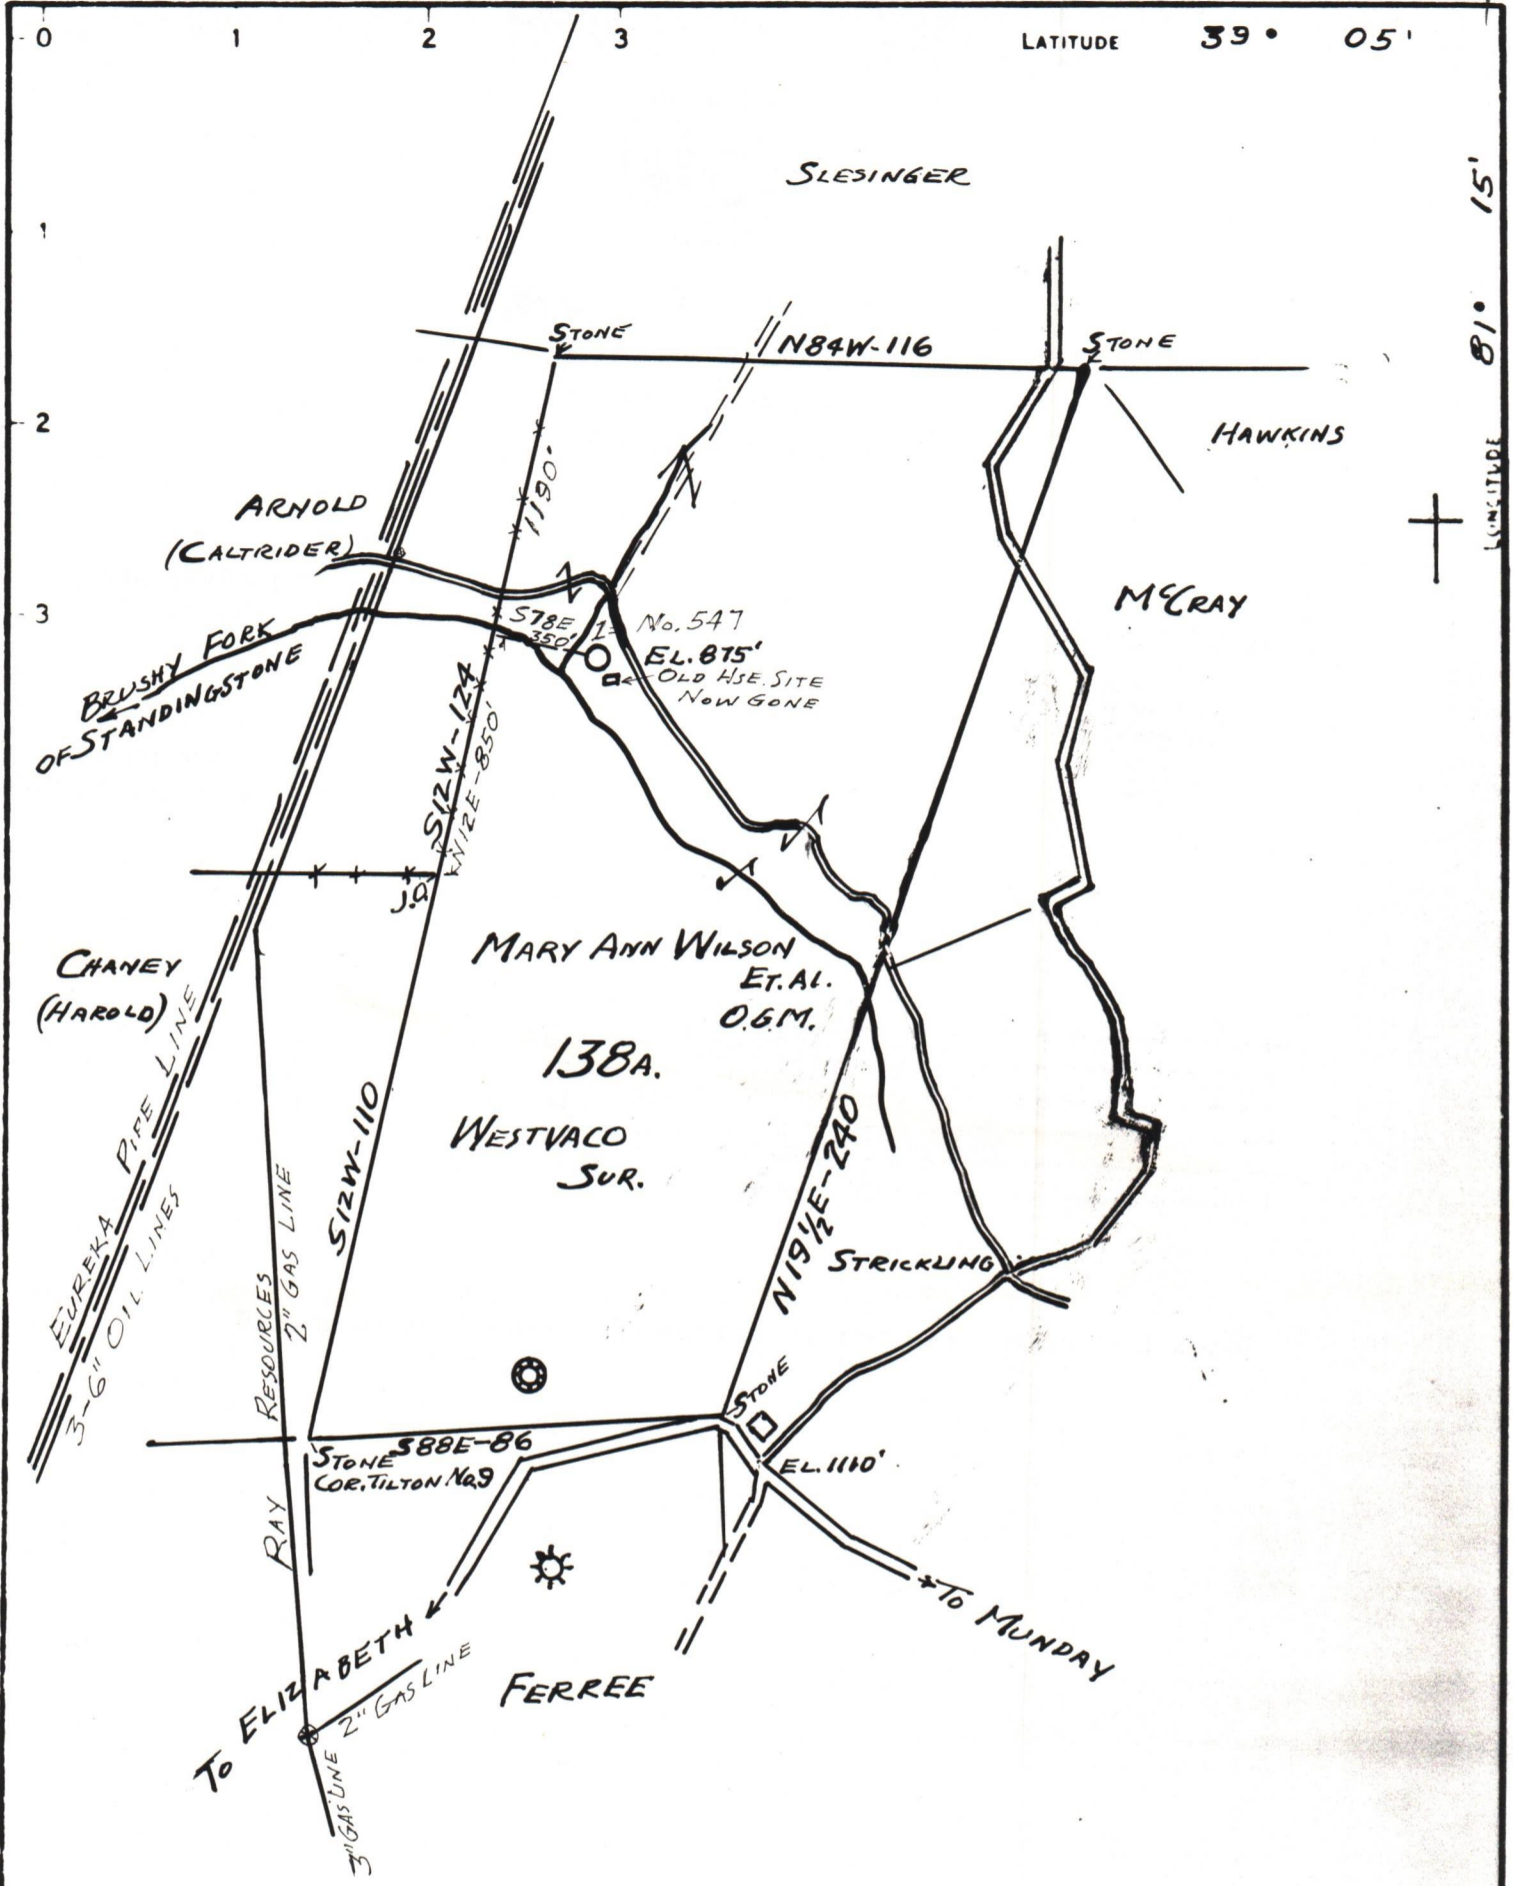 0 1 2 3 LATITUDE 39° 05'
15'
81°
LONGITUDE
1
2
3
SLESINGER
STONE
N84W-116
STONE
HAWKINS
1190'
ARNOLD
(CALTRIDER)
McCRAY
S78E
350'
1
No. 547
EL. 875'
OLD HSE. SITE
NOW GONE
BRUSHY FORK
OF STANDINGSTONE
S12W-124
N12E-850'
J.O.
MARY ANN WILSON
ET. AL.
O.G.M.
CHANEY
(HAROLD)
138A.
WESTVACO
SUR.
S12W-110
N19½E-240
EUREKA PIPE LINE
3-6" OIL LINES
RAY RESOURCES
2" GAS LINE
STRICKLING
STONE
S88E-86
STONE
COR. TILTON No.9
EL. 1110'
TO MUNDAY
TO ELIZABETH
2" GAS LINE
FERREE
3" GAS LINE